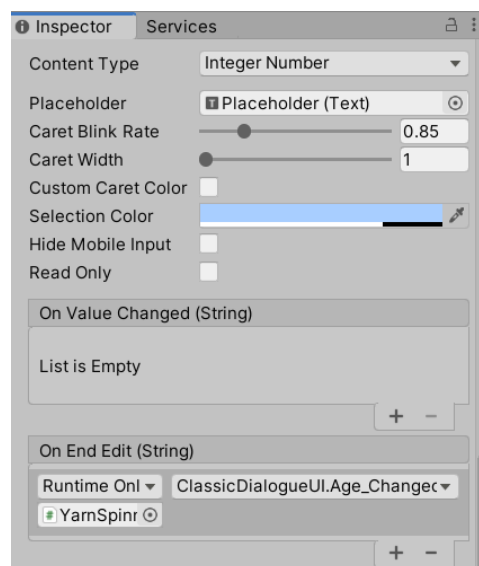 Inspector Services
Content Type Integer Number
Placeholder Placeholder (Text)
Caret Blink Rate 0.85
Caret Width 1
Custom Caret Color
Selection Color
Hide Mobile Input
Read Only
On Value Changed (String)
List is Empty
+ −
On End Edit (String)
Runtime Onl ClassicDialogueUI.Age_Changec
YarnSpinr
+ −